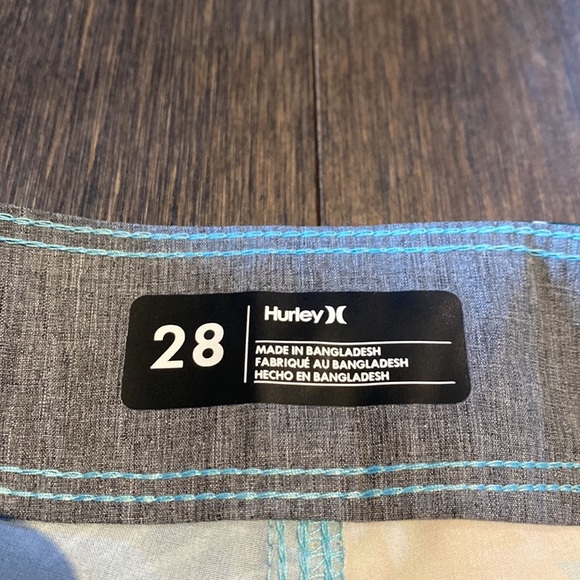 28
Hurley
MADE IN BANGLADESH
FABRIQUÉ AU BANGLADESH
HECHO EN BANGLADESH